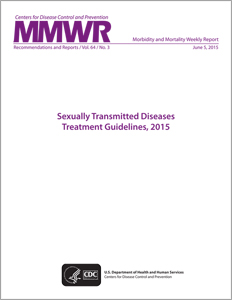 Centers for Disease Control and Prevention
MMWR
Morbidity and Mortality Weekly Report
Recommendations and Reports / Vol. 64 / No. 3
June 5, 2015
Sexually Transmitted Diseases
Treatment Guidelines, 2015
CDC
U.S. Department of Health and Human Services
Centers for Disease Control and Prevention